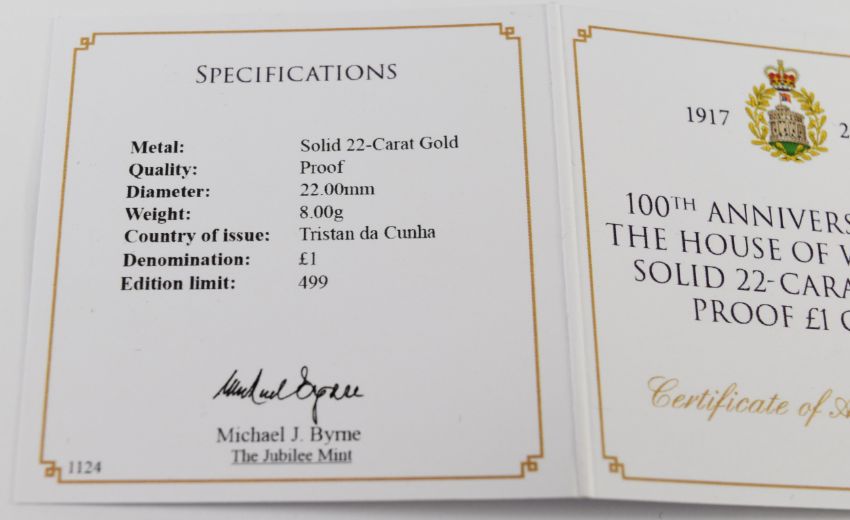 SPECIFICATIONS
Metal: Solid 22-Carat Gold
Quality: Proof
Diameter: 22.00mm
Weight: 8.00g
Country of issue: Tristan da Cunha
Denomination: £1
Edition limit: 499
Michael J. Byrne
The Jubilee Mint
1124
1917 2
100TH ANNIVERS
THE HOUSE OF
SOLID 22-CARA
PROOF £1
Certificate of A